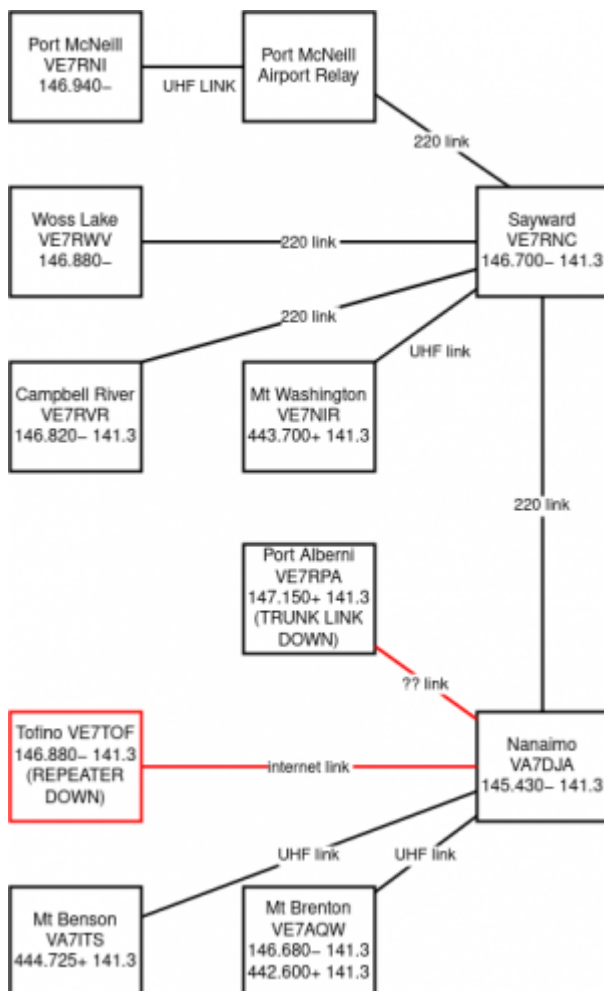 Port McNeill
VE7RNI
146.940−
UHF LINK
Port McNeill
Airport Relay
220 link
Woss Lake
VE7RWV
146.880−
220 link
Sayward
VE7RNC
146.700− 141.3
220 link
UHF link
Campbell River
VE7RVR
146.820− 141.3
Mt Washington
VE7NIR
443.700+ 141.3
220 link
Port Alberni
VE7RPA
147.150+ 141.3
(TRUNK LINK
DOWN)
?? link
Tofino VE7TOF
146.880− 141.3
(REPEATER
DOWN)
internet link
Nanaimo
VA7DJA
145.430− 141.3
UHF link
UHF link
Mt Benson
VA7ITS
444.725+ 141.3
Mt Brenton
VE7AQW
146.680− 141.3
442.600+ 141.3